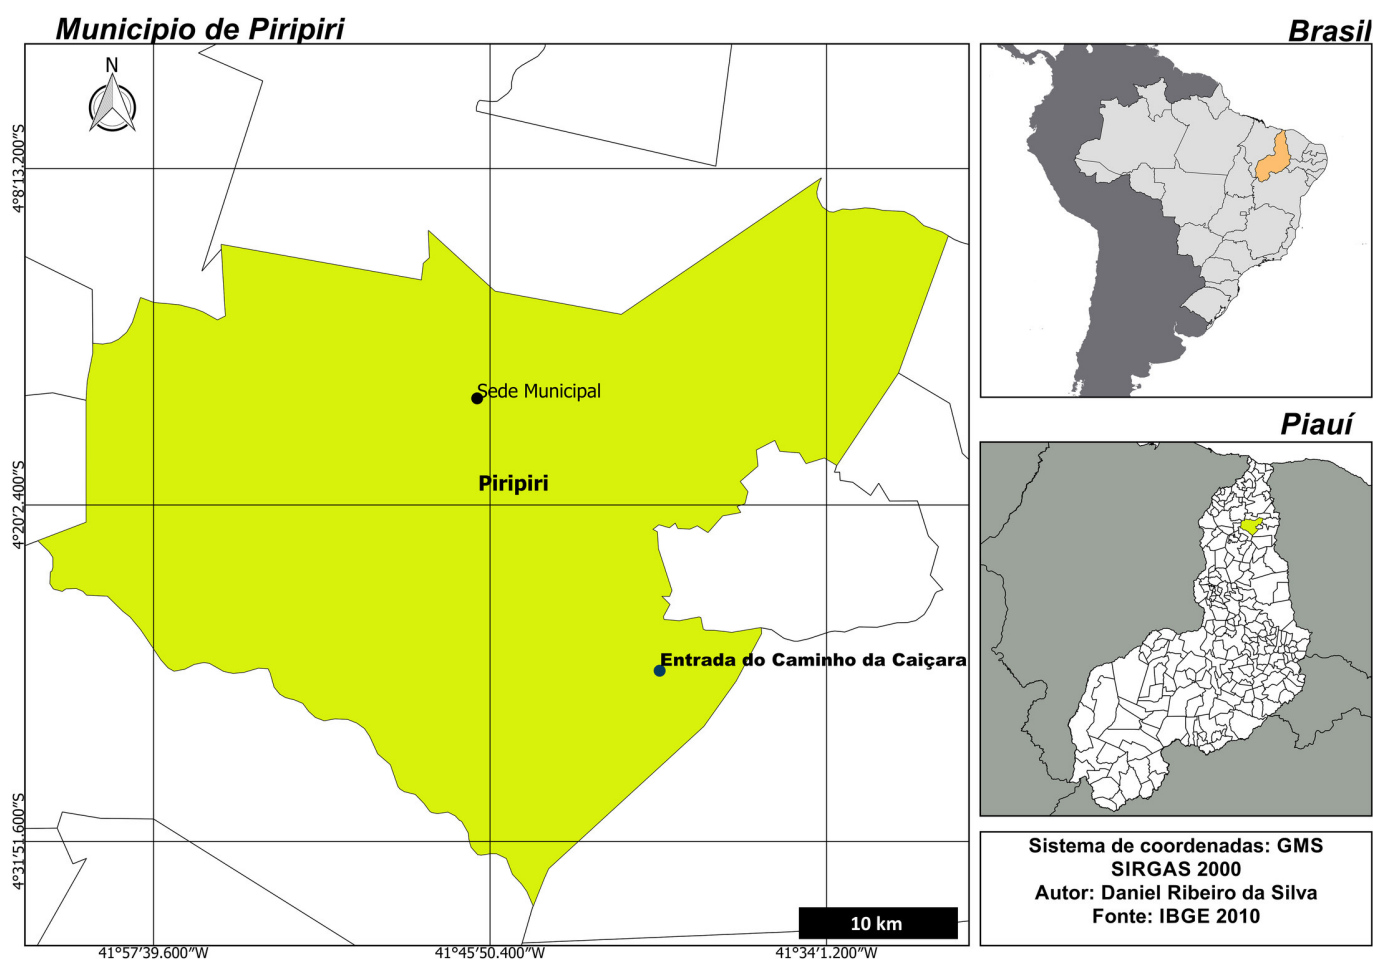 Municipio de Piripiri
Brasil
N
4°8'13.200"S
Sede Municipal
Piauí
Piripiri
4°20'2.400"S
Entrada do Caminho da Caiçara
4°31'51.600"S
Sistema de coordenadas: GMS
SIRGAS 2000
Autor: Daniel Ribeiro da Silva
Fonte: IBGE 2010
10 km
41°57'39.600"W
41°45'50.400"W
41°34'1.200"W